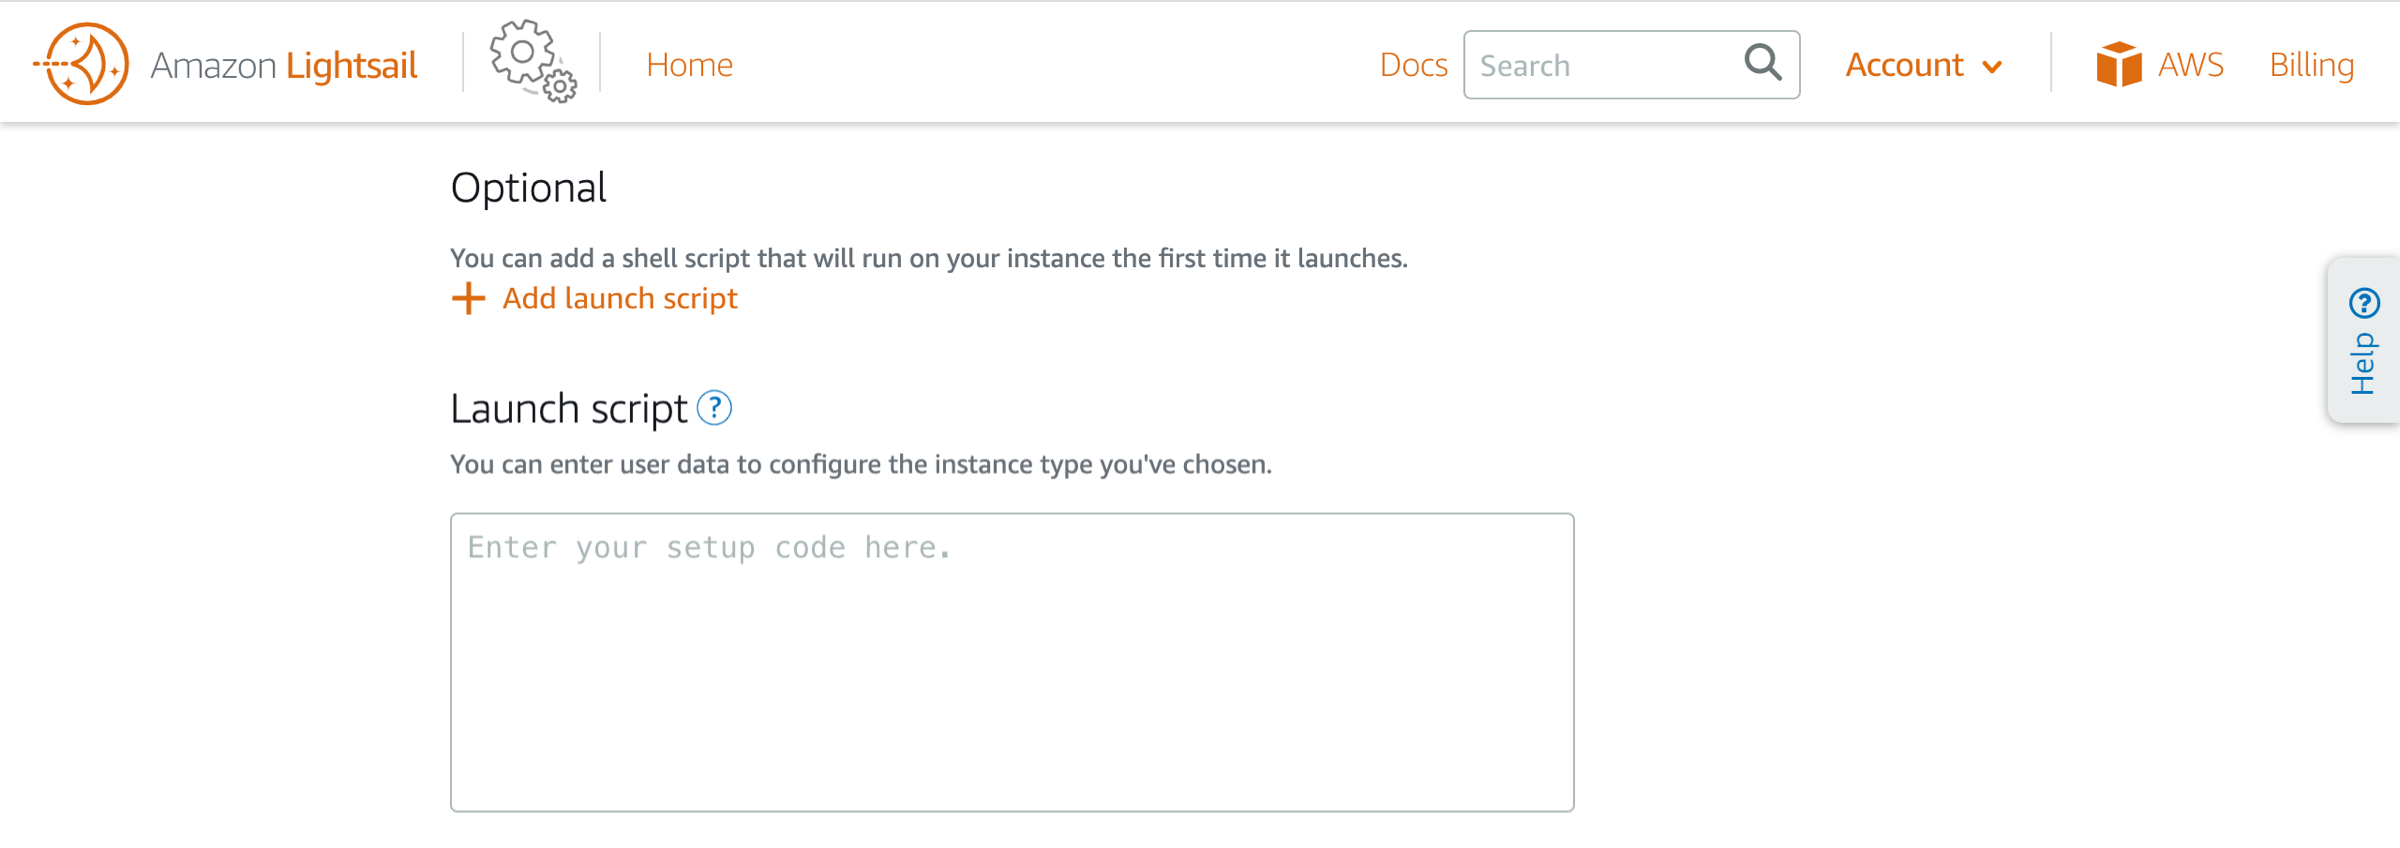 Amazon Lightsail Home Docs Search Account AWS Billing
Optional
You can add a shell script that will run on your instance the first time it launches.
Add launch script
Help ?
Launch script ?
You can enter user data to configure the instance type you've chosen.
Enter your setup code here.